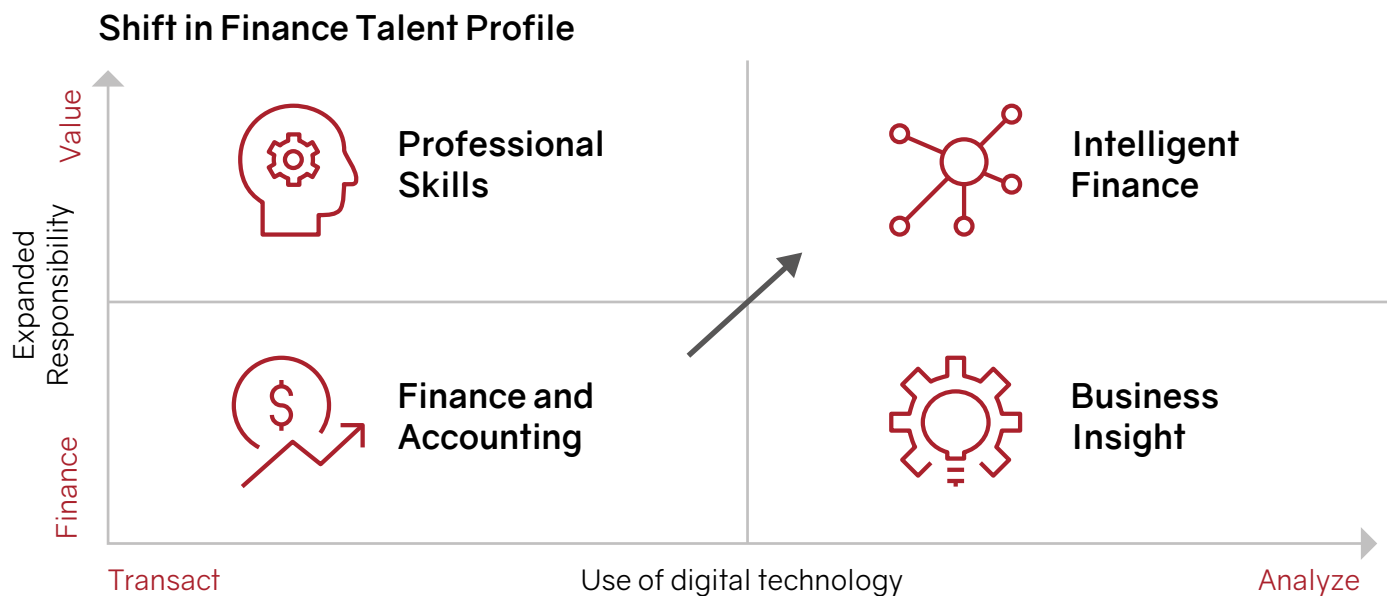 Shift in Finance Talent Profile
Value
Expanded
Responsibility
Finance
Professional
Skills
Intelligent
Finance
$
Finance and
Accounting
Business
Insight
Transact
Use of digital technology
Analyze